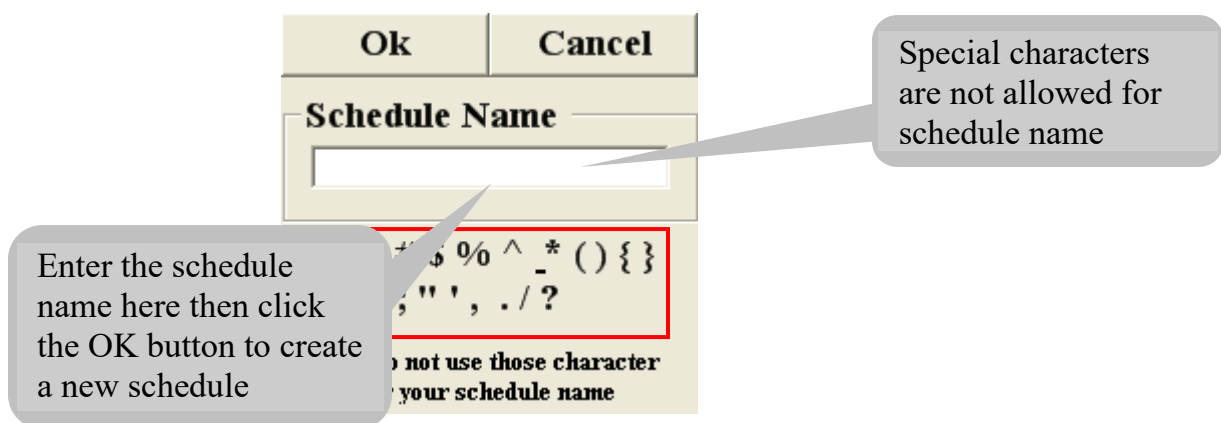 Ok Cancel
Schedule Name
Special characters
are not allowed for
schedule name
Enter the schedule
name here then click
the OK button to create
a new schedule
$ % ^ _* ( ) { }
; " ' , . / ?
not use those character
your schedule name